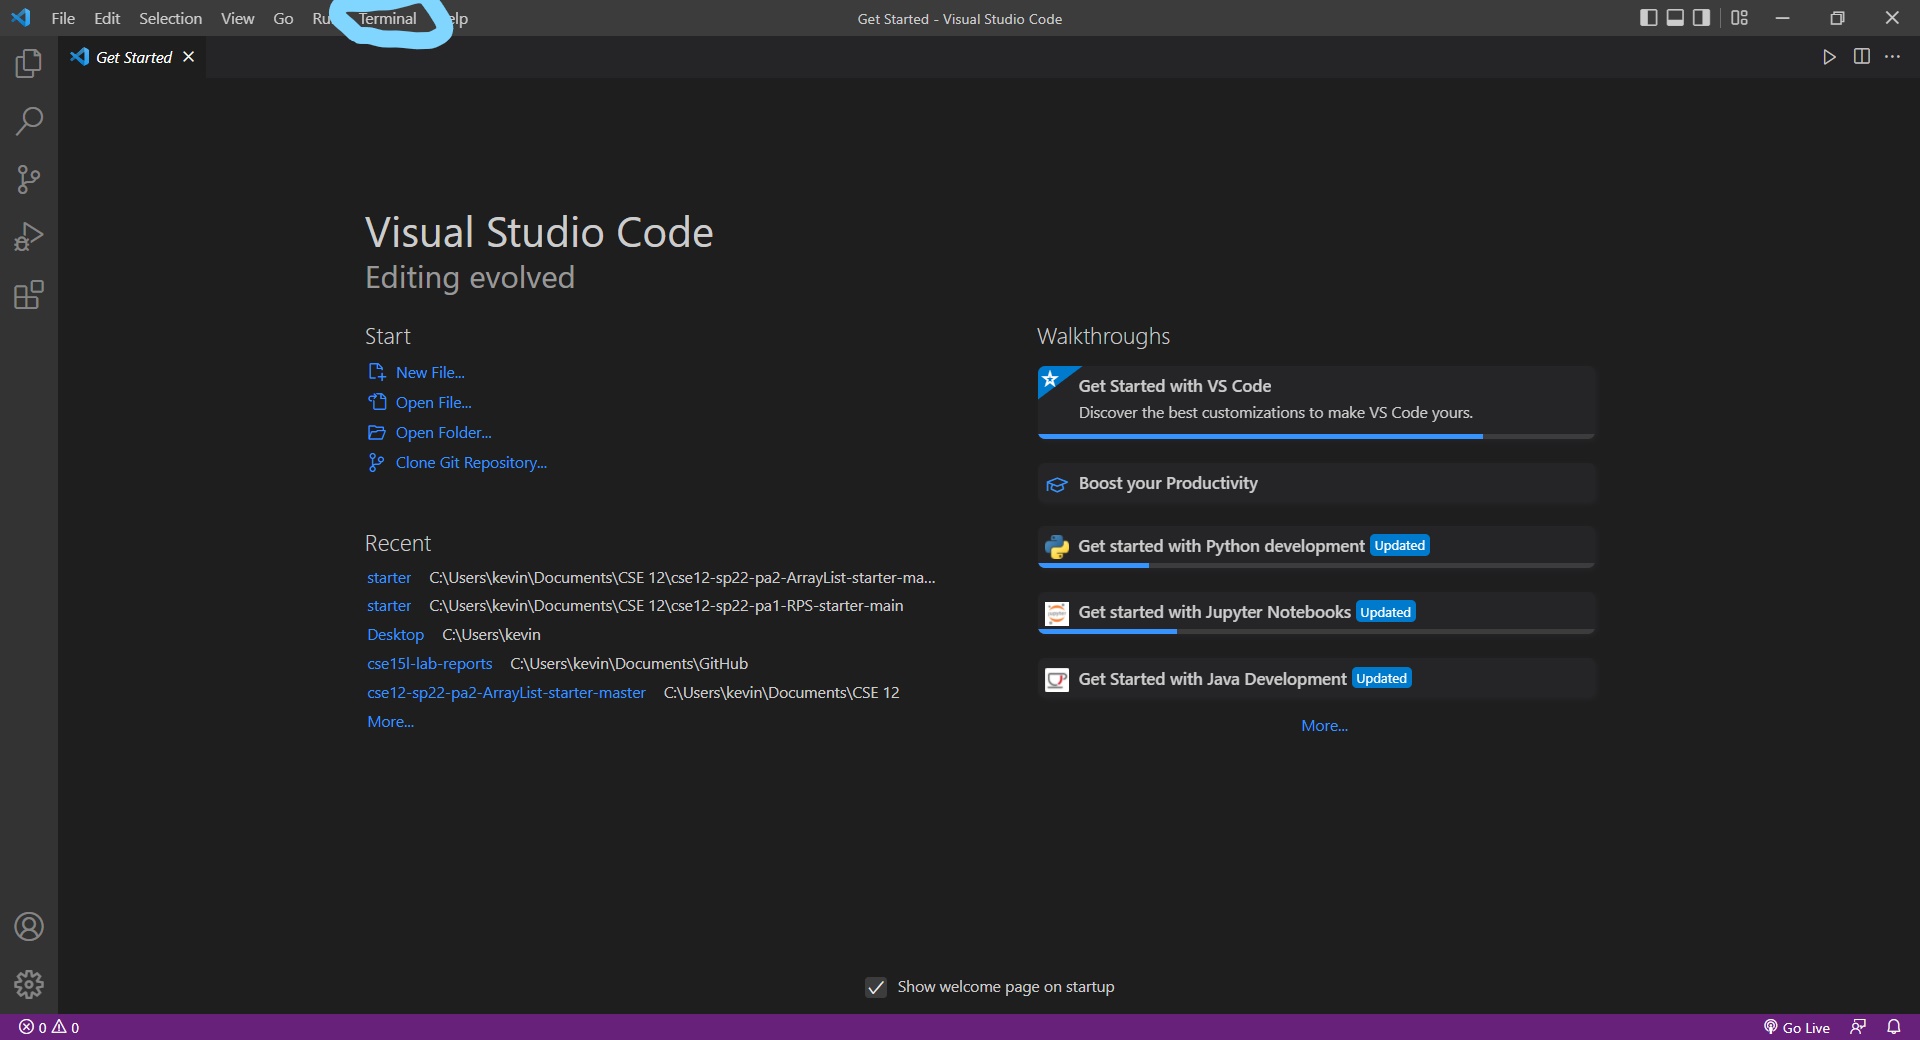 File Edit Selection View Go Ru Terminal elp
Get Started - Visual Studio Code
Get Started
Visual Studio Code
Editing evolved
Start
New File...
Open File...
Open Folder...
Clone Git Repository...
Recent
starter C:\Users\kevin\Documents\CSE 12\cse12-sp22-pa2-ArrayList-starter-ma...
starter C:\Users\kevin\Documents\CSE 12\cse12-sp22-pa1-RPS-starter-main
Desktop C:\Users\kevin
cse15l-lab-reports C:\Users\kevin\Documents\GitHub
cse12-sp22-pa2-ArrayList-starter-master C:\Users\kevin\Documents\CSE 12
More...
Walkthroughs
Get Started with VS Code
Discover the best customizations to make VS Code yours.
Boost your Productivity
Get started with Python development Updated
Get started with Jupyter Notebooks Updated
Get Started with Java Development Updated
More...
Show welcome page on startup
0 0
Go Live